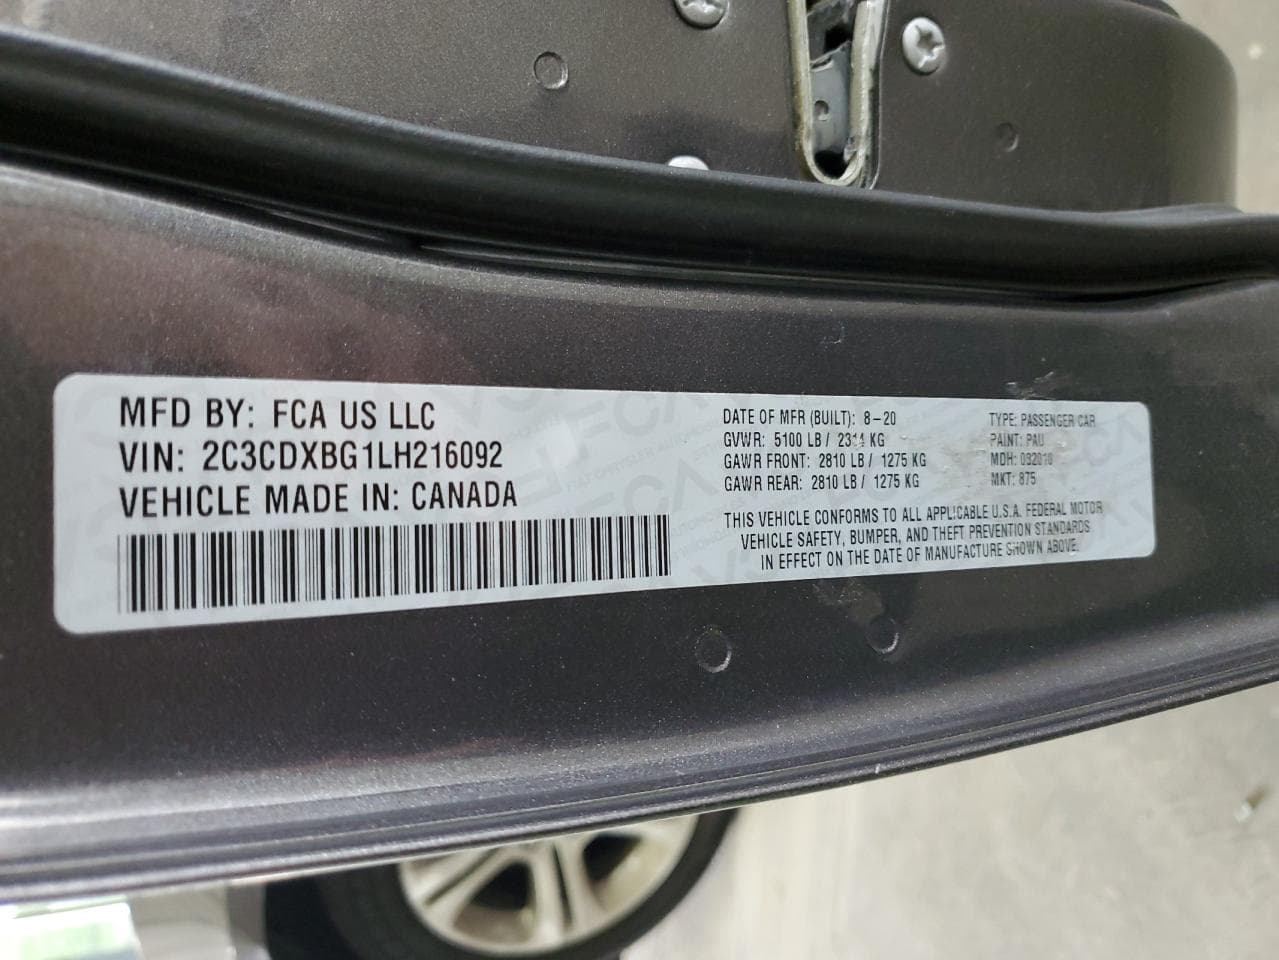 MFD BY: FCA US LLC
VIN: 2C3CDXBG1LH216092
VEHICLE MADE IN: CANADA
DATE OF MFR (BUILT): 8-20
GVWR: 5100 LB / 2314 KG
GAWR FRONT: 2810 LB / 1275 KG
GAWR REAR: 2810 LB / 1275 KG
TYPE: PASSENGER CAR
PAINT: PAU
MDH: 082010
MKT: 875
THIS VEHICLE CONFORMS TO ALL APPLICABLE U.S.A. FEDERAL MOTOR
VEHICLE SAFETY, BUMPER, AND THEFT PREVENTION STANDARDS
IN EFFECT ON THE DATE OF MANUFACTURE SHOWN ABOVE.